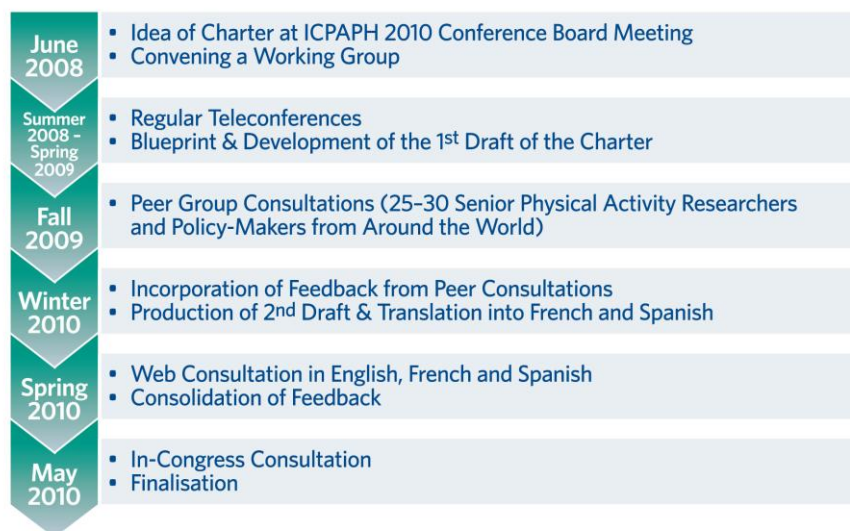 June
2008
• Idea of Charter at ICPAPH 2010 Conference Board Meeting
• Convening a Working Group
Summer
2008 –
Spring
2009
• Regular Teleconferences
• Blueprint & Development of the 1st Draft of the Charter
Fall
2009
• Peer Group Consultations (25–30 Senior Physical Activity Researchers
and Policy-Makers from Around the World)
Winter
2010
• Incorporation of Feedback from Peer Consultations
• Production of 2nd Draft & Translation into French and Spanish
Spring
2010
• Web Consultation in English, French and Spanish
• Consolidation of Feedback
May
2010
• In-Congress Consultation
• Finalisation